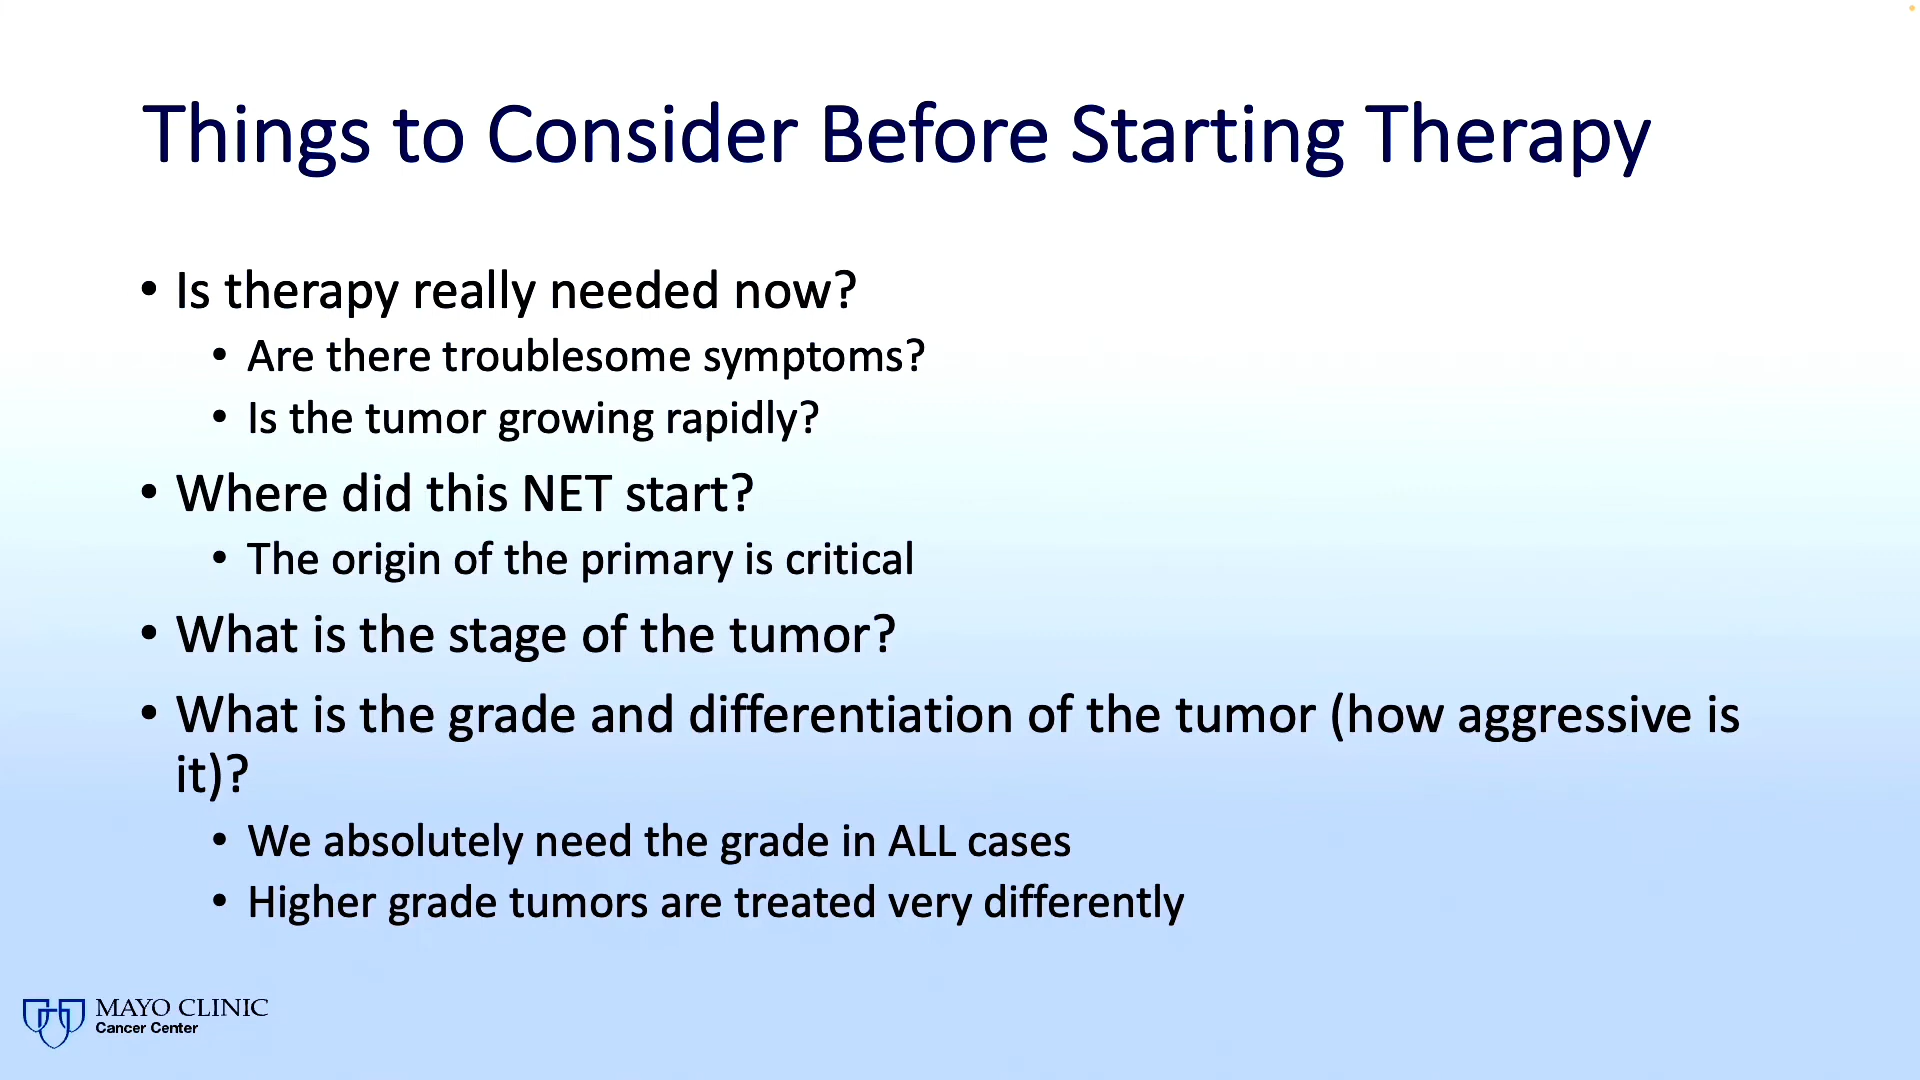 Things to Consider Before Starting Therapy
• Is therapy really needed now?
• Are there troublesome symptoms?
• Is the tumor growing rapidly?
• Where did this NET start?
• The origin of the primary is critical
• What is the stage of the tumor?
• What is the grade and differentiation of the tumor (how aggressive is
it)?
• We absolutely need the grade in ALL cases
• Higher grade tumors are treated very differently
MAYO CLINIC
Cancer Center